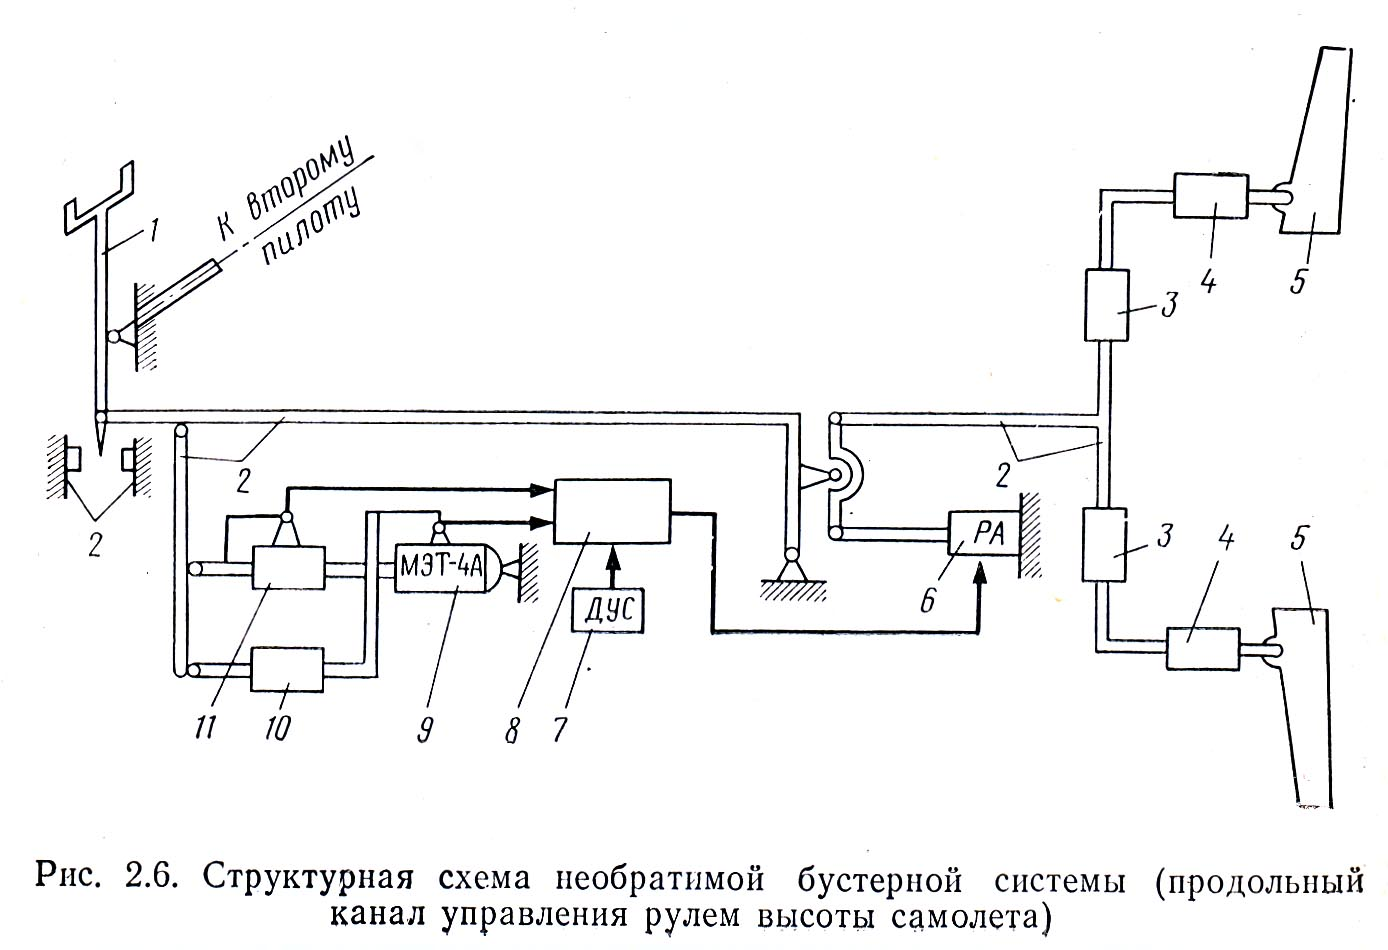 К второму
пилоту
1
2
2
11
10
МЭТ-4А
9
8
ДУС
7
2
РА
6
3
4
5
3
4
5
Рис. 2.6. Структурная схема необратимой бустерной системы (продольный
канал управления рулем высоты самолета)